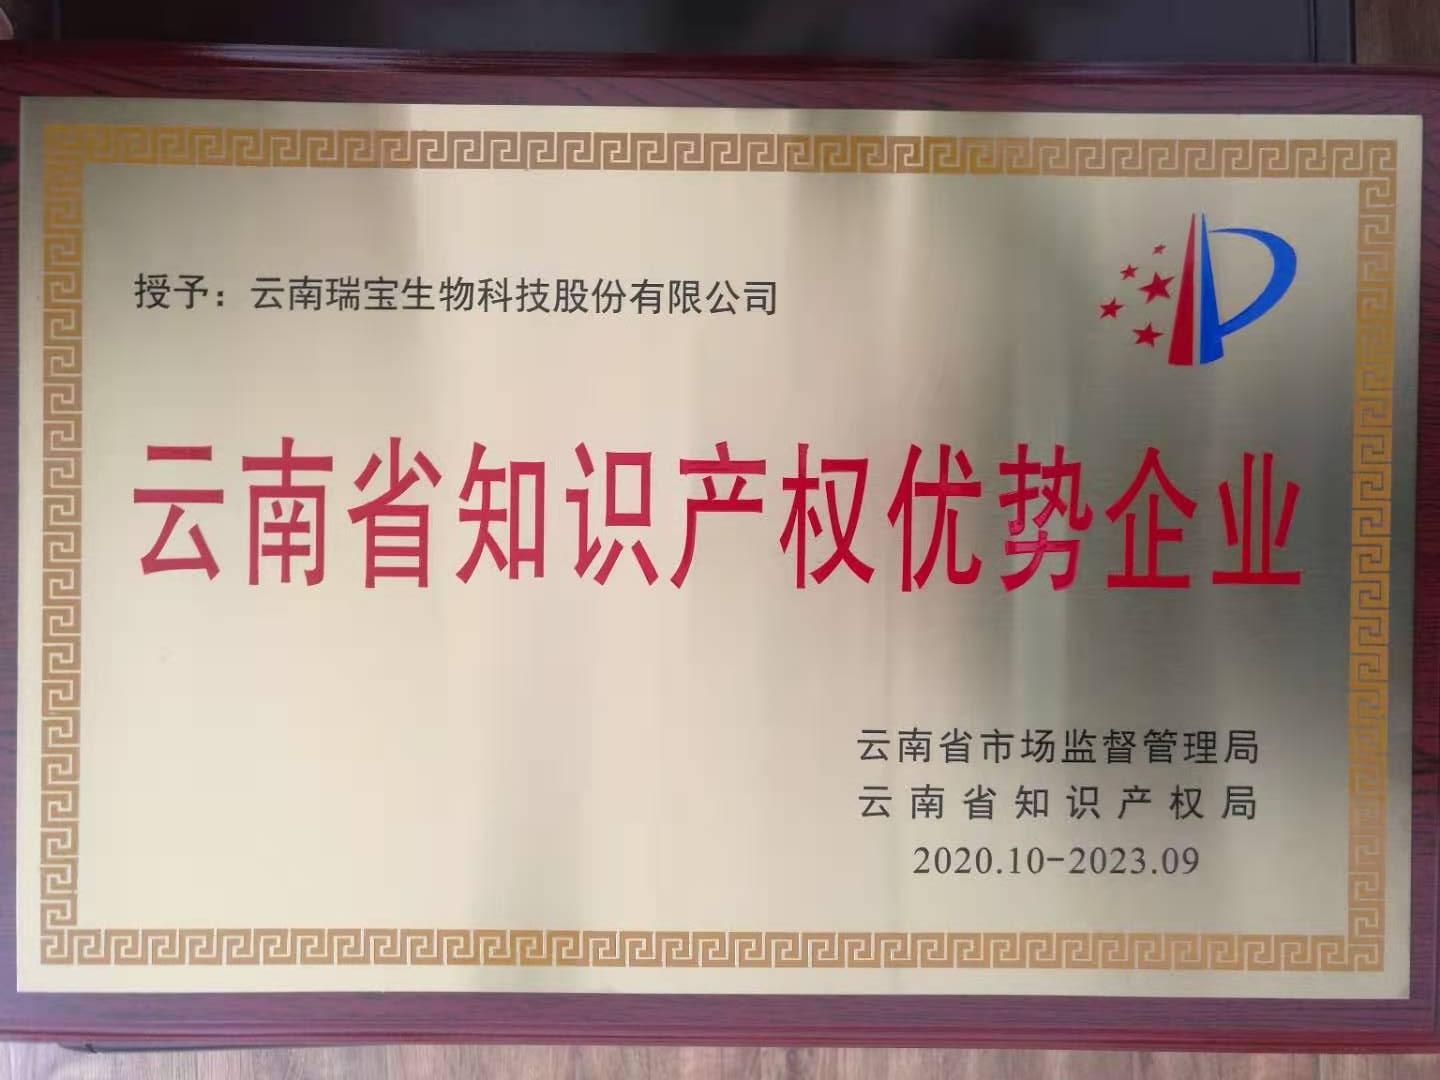 授予：云南瑞宝生物科技股份有限公司
云南省知识产权优势企业
云南省市场监督管理局
云南省知识产权局
2020.10-2023.09